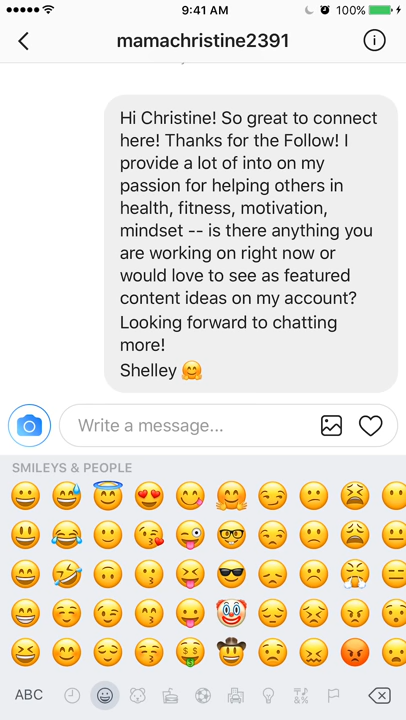 9:41 AM
100%
mamachristine2391
Hi Christine! So great to connect
here! Thanks for the Follow! I
provide a lot of into on my
passion for helping others in
health, fitness, motivation,
mindset -- is there anything you
are working on right now or
would love to see as featured
content ideas on my account?
Looking forward to chatting
more!
Shelley 🤗
Write a message...
SMILEYS & PEOPLE
ABC